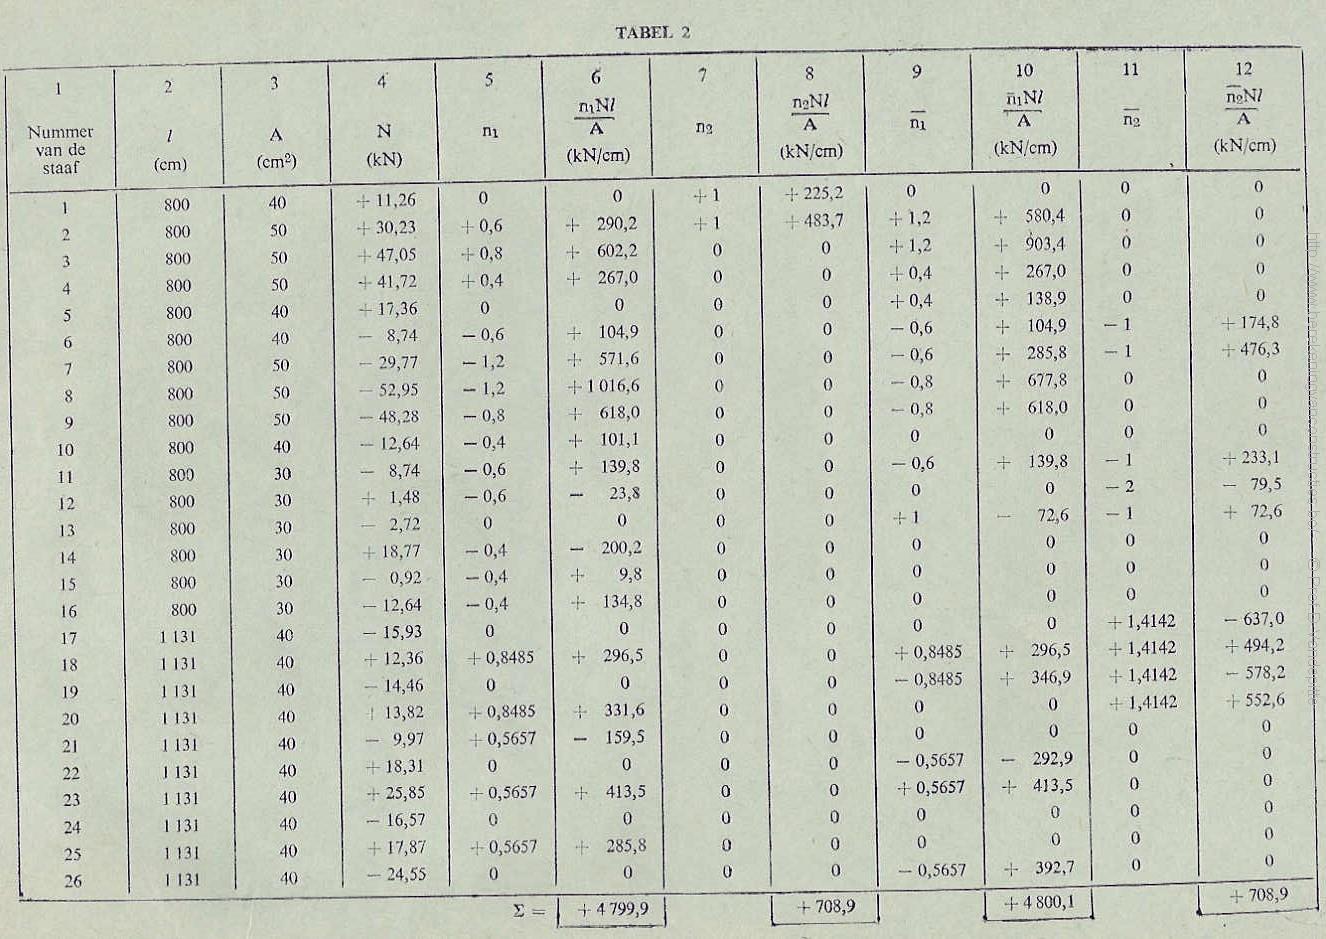 TABEL 2
1 2 3 4 5 6 7 8 9 10 11 12
Nummer van de staaf l (cm) A (cm²) N (kN) n₁ n₁Nl/A (kN/cm) n₂ n₂Nl/A (kN/cm) n̅₁ n̅₁Nl/A (kN/cm) n̅₂ n̅₂Nl/A (kN/cm)
1 800 40 + 11,26 0 0 + 1 + 225,2 0 0 0 0
2 800 50 + 30,23 + 0,6 + 290,2 + 1 + 483,7 + 1,2 + 580,4 0 0
3 800 50 + 47,05 + 0,8 + 602,2 0 0 + 1,2 + 903,4 0 0
4 800 50 + 41,72 + 0,4 + 267,0 0 0 + 0,4 + 267,0 0 0
5 800 40 + 17,36 0 0 0 0 + 0,4 + 138,9 0 0
6 800 40 − 8,74 − 0,6 + 104,9 0 0 − 0,6 + 104,9 − 1 + 174,8
7 800 50 − 29,77 − 1,2 + 571,6 0 0 − 0,6 + 285,8 − 1 + 476,3
8 800 50 − 52,95 − 1,2 + 1 016,6 0 0 − 0,8 + 677,8 0 0
9 800 50 − 48,28 − 0,8 + 618,0 0 0 − 0,8 + 618,0 0 0
10 800 40 − 12,64 − 0,4 + 101,1 0 0 0 0 0 0
11 800 30 − 8,74 − 0,6 + 139,8 0 0 − 0,6 + 139,8 − 1 + 233,1
12 800 30 + 1,48 − 0,6 − 23,8 0 0 0 0 − 2 − 79,5
13 800 30 − 2,72 0 0 0 0 + 1 − 72,6 − 1 + 72,6
14 800 30 + 18,77 − 0,4 − 200,2 0 0 0 0 0 0
15 800 30 − 0,92 − 0,4 + 9,8 0 0 0 0 0 0
16 800 30 − 12,64 − 0,4 + 134,8 0 0 0 0 0 0
17 1 131 40 − 15,93 0 0 0 0 0 0 + 1,4142 − 637,0
18 1 131 40 + 12,36 + 0,8485 + 296,5 0 0 + 0,8485 + 296,5 + 1,4142 + 494,2
19 1 131 40 − 14,46 0 0 0 0 − 0,8485 + 346,9 + 1,4142 − 578,2
20 1 131 40 + 13,82 + 0,8485 + 331,6 0 0 0 0 + 1,4142 + 552,6
21 1 131 40 − 9,97 + 0,5657 − 159,5 0 0 0 0 0 0
22 1 131 40 + 18,31 0 0 0 0 − 0,5657 − 292,9 0 0
23 1 131 40 + 25,85 + 0,5657 + 413,5 0 0 + 0,5657 + 413,5 0 0
24 1 131 40 − 16,57 0 0 0 0 0 0 0 0
25 1 131 40 + 17,87 + 0,5657 + 285,8 0 0 0 0 0 0
26 1 131 40 − 24,55 0 0 0 0 − 0,5657 + 392,7 0 0
Σ = + 4 799,9 + 708,9 + 4 800,1 + 708,9